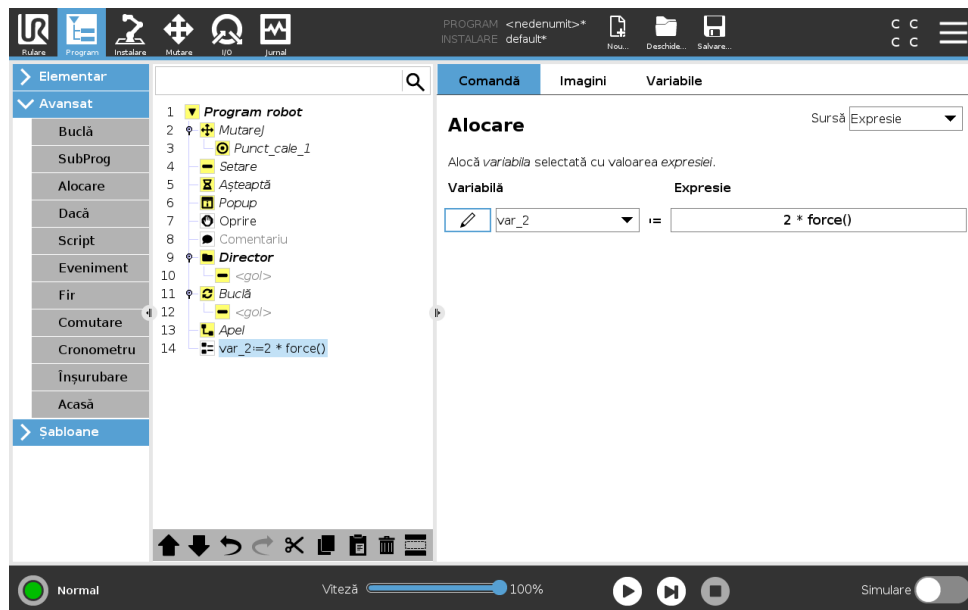 PROGRAM <nedenumit>*
INSTALARE default*
Rulare Program Instalare Mutare I/O Jurnal Nou... Deschide... Salvare...
C C
C C
Elementar
Avansat
Buclă
SubProg
Alocare
Dacă
Script
Eveniment
Fir
Comutare
Cronometru
Înșurubare
Acasă
Șabloane
1 Program robot
2 MutareJ
3 Punct_cale_1
4 Setare
5 Așteaptă
6 Popup
7 Oprire
8 Comentariu
9 Director
10 <gol>
11 Buclă
12 <gol>
13 Apel
14 var_2:=2 * force()
Comandă Imagini Variabile
Alocare
Sursă Expresie
Alocă variabila selectată cu valoarea expresiei.
Variabilă Expresie
var_2 := 2 * force()
Normal Viteză 100% Simulare